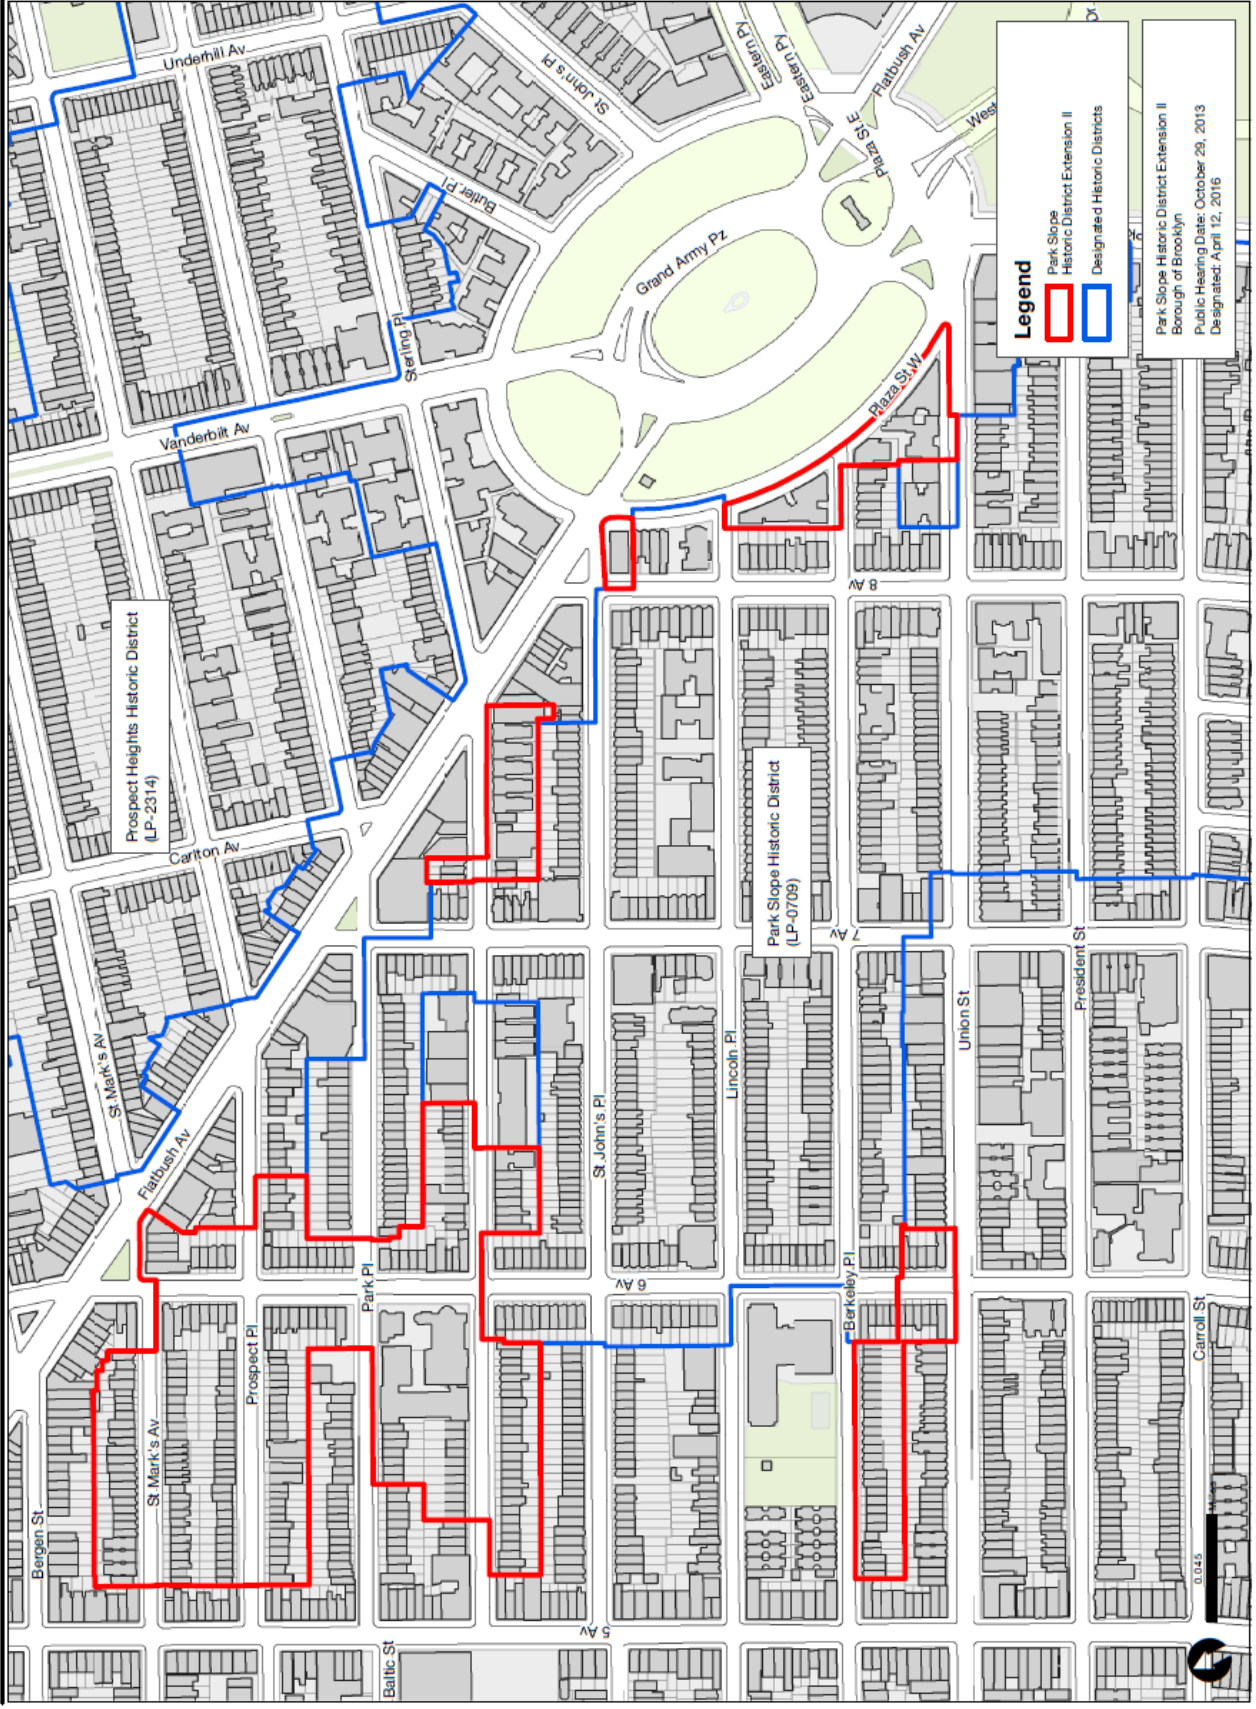 Underhill Av
St John's Pl
Eastern Py
Eastern Py
Flatbush Av
Butler Pl
Plaza St E
West
Dr
Grand Army Pz
Sterling Pl
Vanderbilt Av
Plaza St W
Legend
Park Slope
Historic District Extension II
Designated Historic Districts
Park Slope Historic District Extension II
Borough of Brooklyn
Public Hearing Date: October 29, 2013
Designated: April 12, 2016
8 Av
Prospect Heights Historic District
(LP-2314)
Carlton Av
Park Slope Historic District
(LP-0709)
7 Av
St.Mark's Av
Flatbush Av
St.John's.Pl
Lincoln.Pl
Union St
President St
Park.Pl
6 Av
Berkeley.Pl
Carroll.St
Prospect Pl
St.Mark's Av
Bergen-St
5 Av
Baltic St
0.045